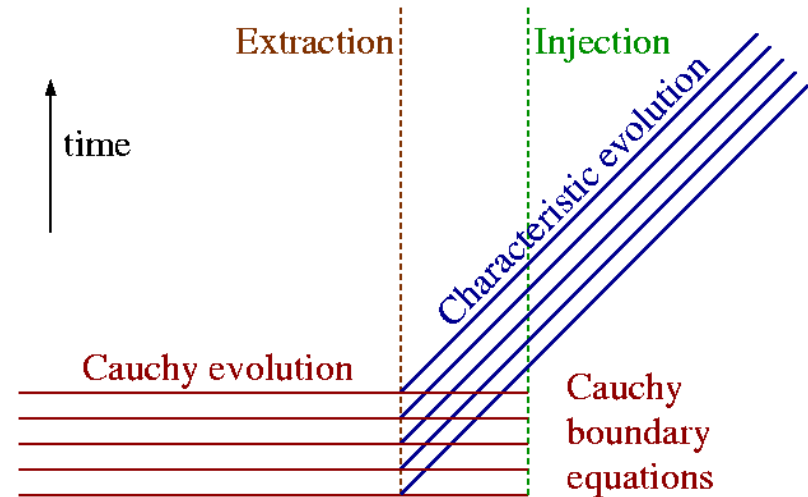 Extraction
Injection
time
Characteristic evolution
Cauchy evolution
Cauchy
boundary
equations